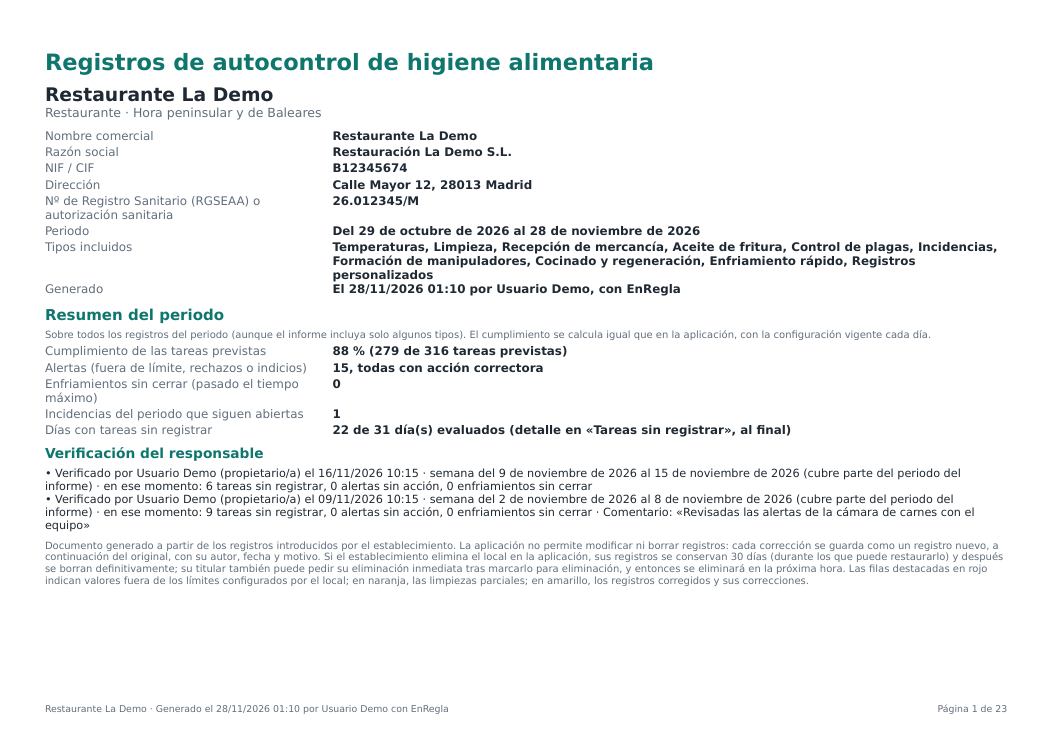 Registros de autocontrol de higiene alimentaria
Restaurante La Demo
Restaurante · Hora peninsular y de Baleares
Nombre comercial Restaurante La Demo
Razón social Restauración La Demo S.L.
NIF / CIF B12345674
Dirección Calle Mayor 12, 28013 Madrid
Nº de Registro Sanitario (RGSEAA) o 26.012345/M
autorización sanitaria
Periodo Del 29 de octubre de 2026 al 28 de noviembre de 2026
Tipos incluidos Temperaturas, Limpieza, Recepción de mercancía, Aceite de fritura, Control de plagas, Incidencias,
Formación de manipuladores, Cocinado y regeneración, Enfriamiento rápido, Registros
personalizados
Generado El 28/11/2026 01:10 por Usuario Demo, con EnRegla
Resumen del periodo
Sobre todos los registros del periodo (aunque el informe incluya solo algunos tipos). El cumplimiento se calcula igual que en la aplicación, con la configuración vigente cada día.
Cumplimiento de las tareas previstas 88 % (279 de 316 tareas previstas)
Alertas (fuera de límite, rechazos o indicios) 15, todas con acción correctora
Enfriamientos sin cerrar (pasado el tiempo 0
máximo)
Incidencias del periodo que siguen abiertas 1
Días con tareas sin registrar 22 de 31 día(s) evaluados (detalle en «Tareas sin registrar», al final)
Verificación del responsable
• Verificado por Usuario Demo (propietario/a) el 16/11/2026 10:15 · semana del 9 de noviembre de 2026 al 15 de noviembre de 2026 (cubre parte del periodo del
informe) · en ese momento: 6 tareas sin registrar, 0 alertas sin acción, 0 enfriamientos sin cerrar
• Verificado por Usuario Demo (propietario/a) el 09/11/2026 10:15 · semana del 2 de noviembre de 2026 al 8 de noviembre de 2026 (cubre parte del periodo del
informe) · en ese momento: 9 tareas sin registrar, 0 alertas sin acción, 0 enfriamientos sin cerrar · Comentario: «Revisadas las alertas de la cámara de carnes con el
equipo»
Documento generado a partir de los registros introducidos por el establecimiento. La aplicación no permite modificar ni borrar registros: cada corrección se guarda como un registro nuevo, a
continuación del original, con su autor, fecha y motivo. Si el establecimiento elimina el local en la aplicación, sus registros se conservan 30 días (durante los que puede restaurarlo) y después
se borran definitivamente; su titular también puede pedir su eliminación inmediata tras marcarlo para eliminación, y entonces se eliminará en la próxima hora. Las filas destacadas en rojo
indican valores fuera de los límites configurados por el local; en naranja, las limpiezas parciales; en amarillo, los registros corregidos y sus correcciones.
Restaurante La Demo · Generado el 28/11/2026 01:10 por Usuario Demo con EnRegla Página 1 de 23